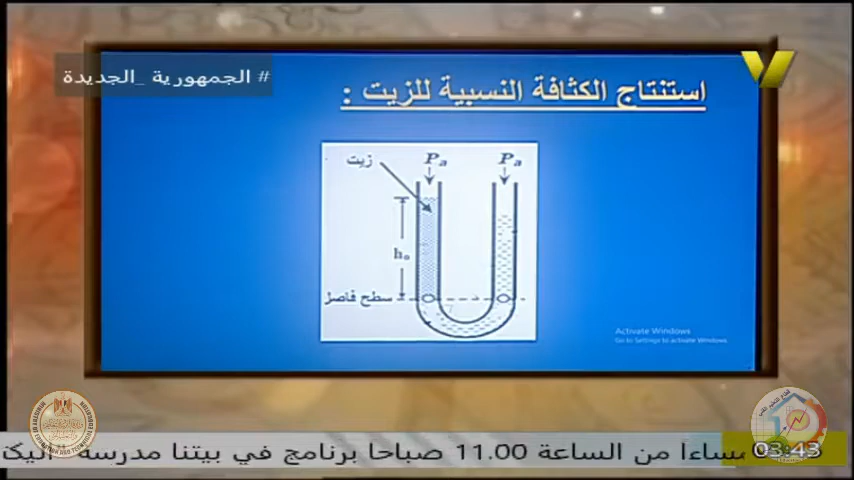 # الجمهورية _الجديدة
استنتاج الكثافة النسبية للزيت :
زيت
Pa
Pa
ho
سطح فاصل
Activate Windows
Go to Settings to activate Windows
مساءا من الساعة 11.00 صباحا برنامج في بيتنا مدرسة
03:43